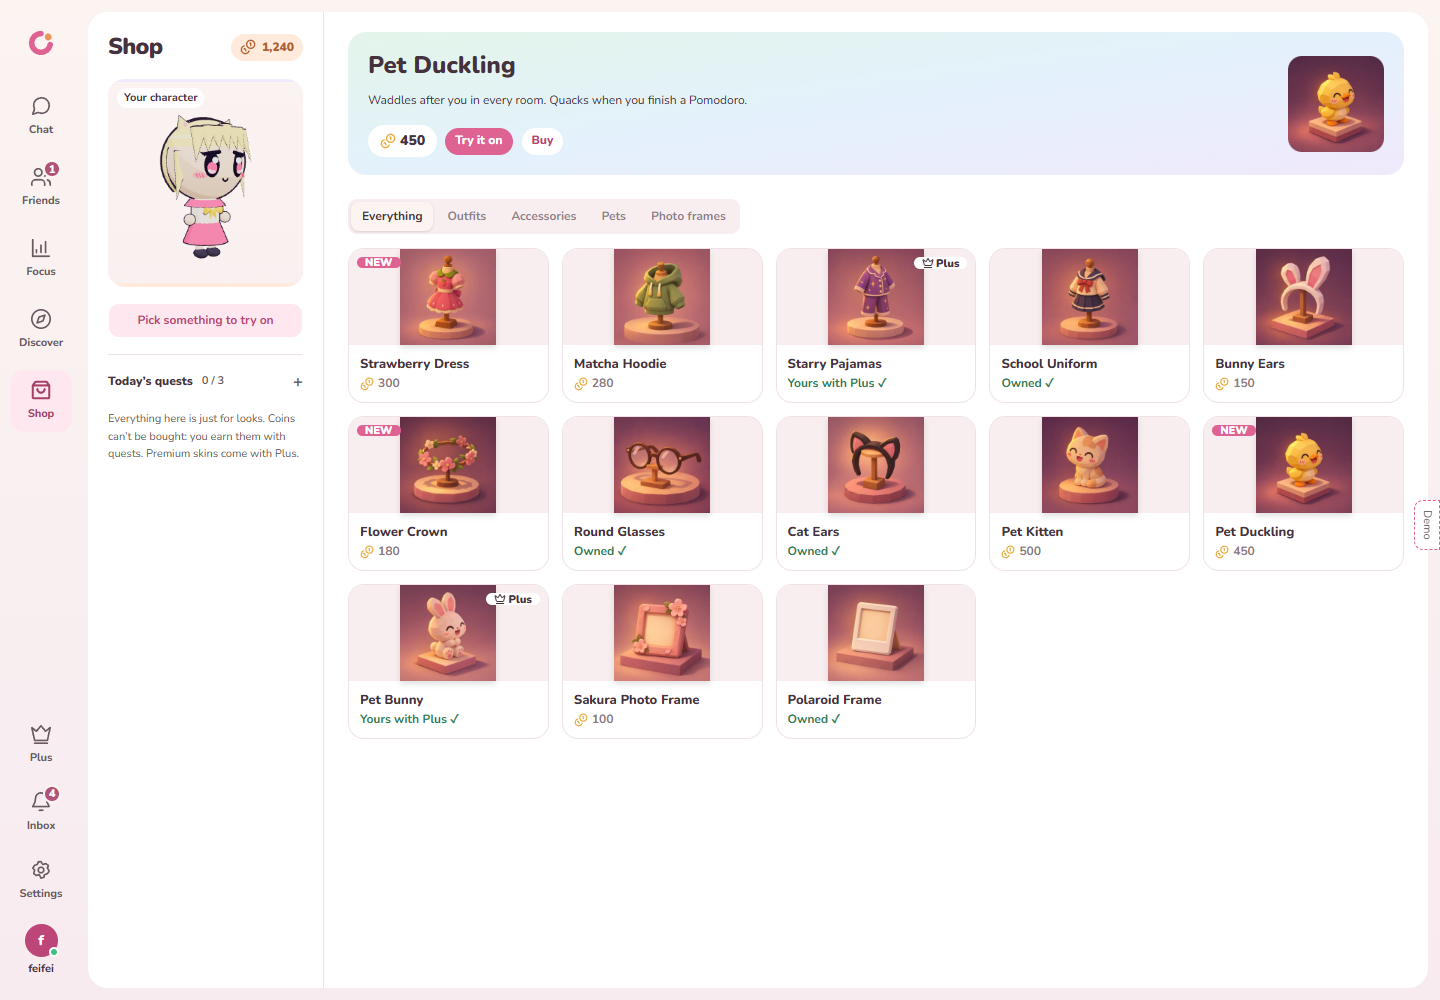 Chat
1
Friends
Focus
Discover
Shop
Plus
4
Inbox
Settings
f
feifei
Shop
1,240
Your character
Pick something to try on
Today's quests 0 / 3 +
Everything here is just for looks. Coins
can't be bought: you earn them with
quests. Premium skins come with Plus.
Pet Duckling
Waddles after you in every room. Quacks when you finish a Pomodoro.
450 Try it on Buy
Everything Outfits Accessories Pets Photo frames
NEW
Strawberry Dress
300
Matcha Hoodie
280
Plus
Starry Pajamas
Yours with Plus ✓
School Uniform
Owned ✓
Bunny Ears
150
NEW
Flower Crown
180
Round Glasses
Owned ✓
Cat Ears
Owned ✓
Pet Kitten
500
NEW
Pet Duckling
450
Plus
Pet Bunny
Yours with Plus ✓
Sakura Photo Frame
100
Polaroid Frame
Owned ✓
Demo